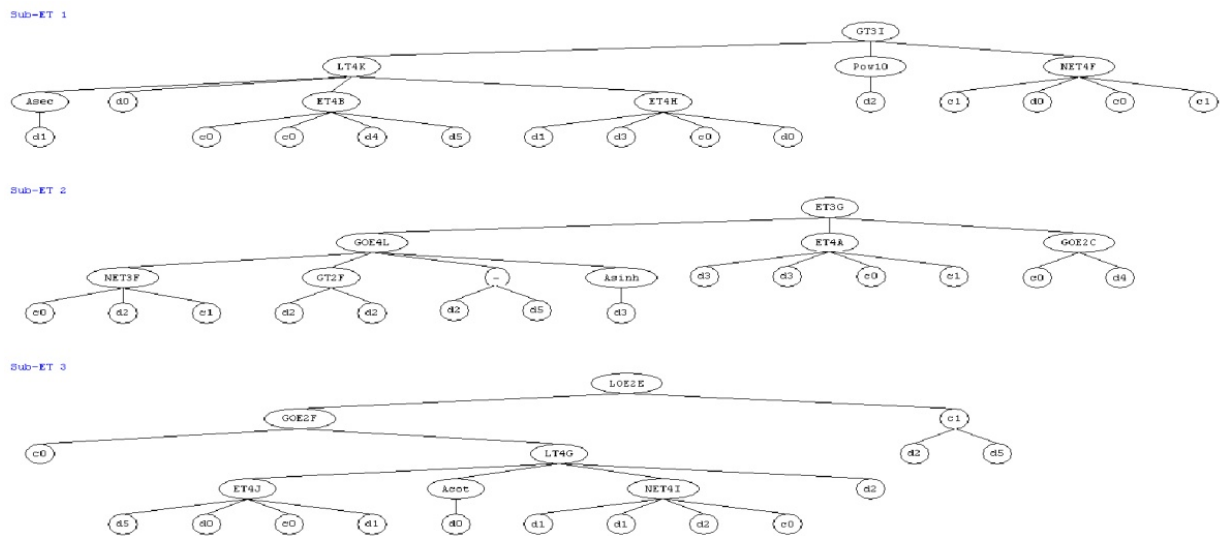 Sub-ET 1
GT3I
LT4K Pow10 NET4F
Asec d0 ET4B ET4H d2 c1 d0 c0 c1
d1 c0 c0 d4 d5 d1 d3 c0 d0
Sub-ET 2
ET3G
GOE4L ET4A GOE2C
NET3F GT2F - Asinh d3 d3 c0 c1 c0 d4
c0 d2 c1 d2 d2 d2 d5 d3
Sub-ET 3
LOE2E
GOE2F c1
c0 LT4G d2 d5
ET4J Acot NET4I d2
d5 d0 c0 d1 d0 d1 d1 d2 c0